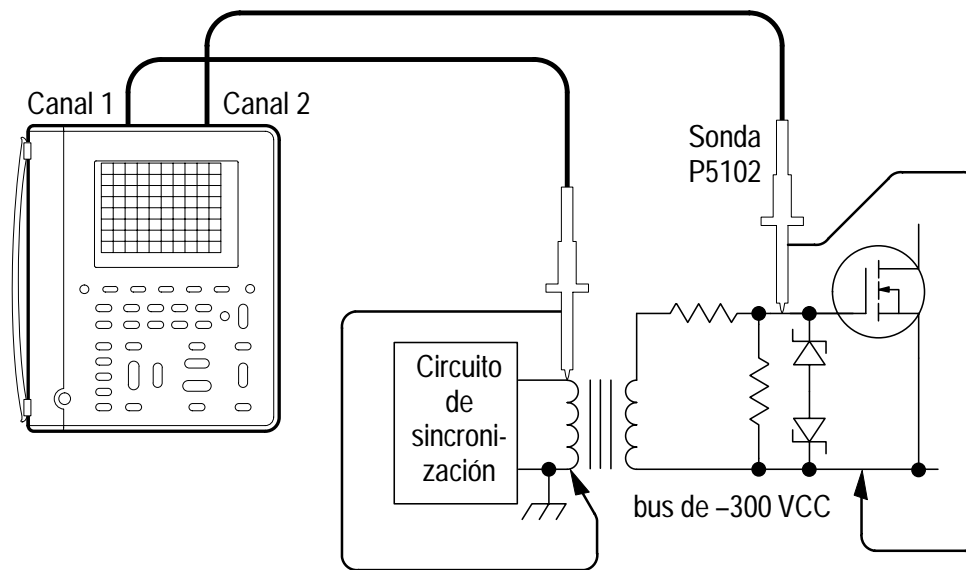 Canal 1
Canal 2
Sonda
P5102
Circuito
de
sincroni-
zación
bus de –300 VCC